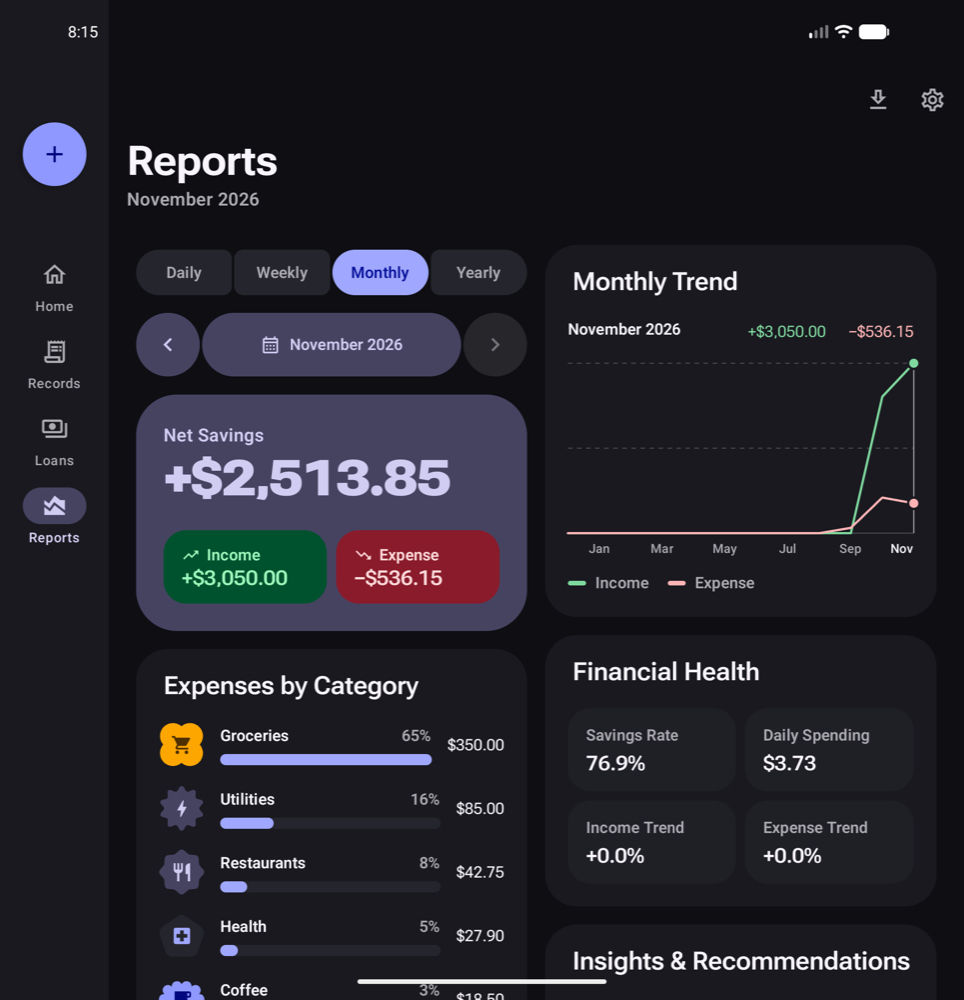 8:15
Reports
November 2026
Home
Records
Loans
Reports
Daily Weekly Monthly Yearly
November 2026
Net Savings
+$2,513.85
Income
+$3,050.00
Expense
−$536.15
Expenses by Category
Groceries 65% $350.00
Utilities 16% $85.00
Restaurants 8% $42.75
Health 5% $27.90
Coffee 3% $18.50
Monthly Trend
November 2026 +$3,050.00 −$536.15
Jan Mar May Jul Sep Nov
Income Expense
Financial Health
Savings Rate
76.9%
Daily Spending
$3.73
Income Trend
+0.0%
Expense Trend
+0.0%
Insights & Recommendations